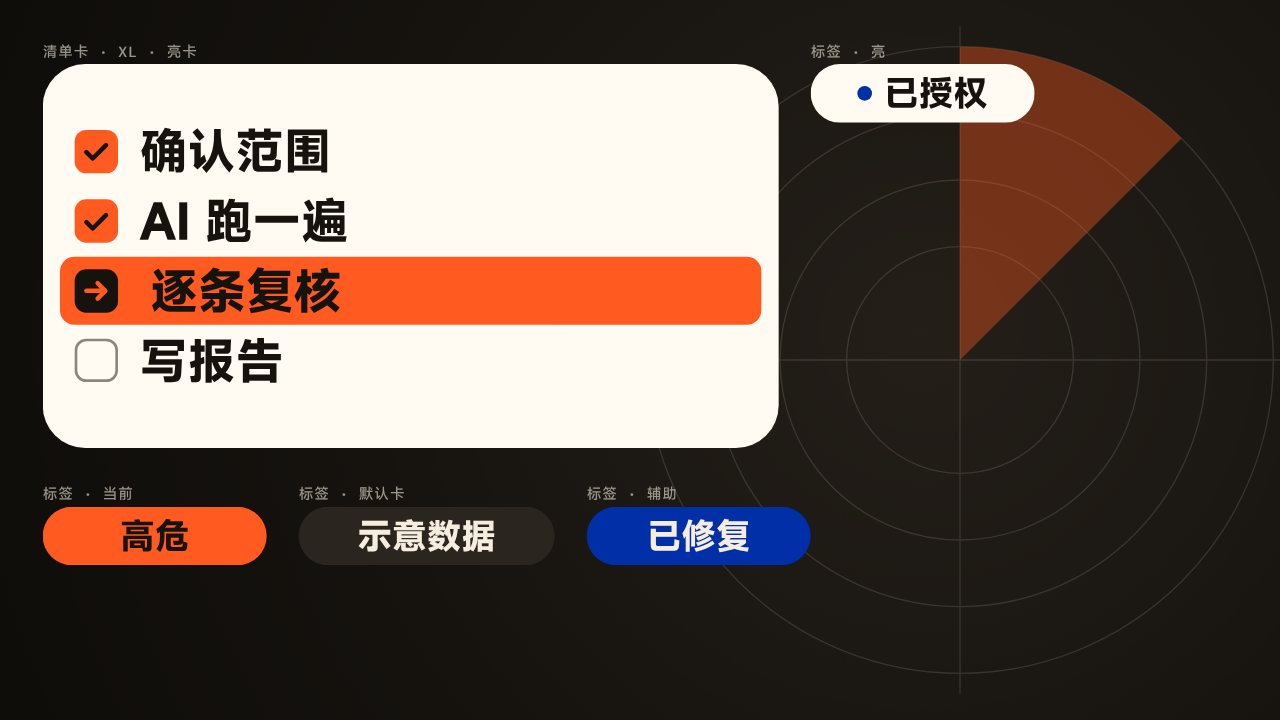 清单卡 · XL · 亮卡
确认范围
AI 跑一遍
逐条复核
写报告
标签 · 亮
已授权
标签 · 当前
高危
标签 · 默认卡
示意数据
标签 · 辅助
已修复